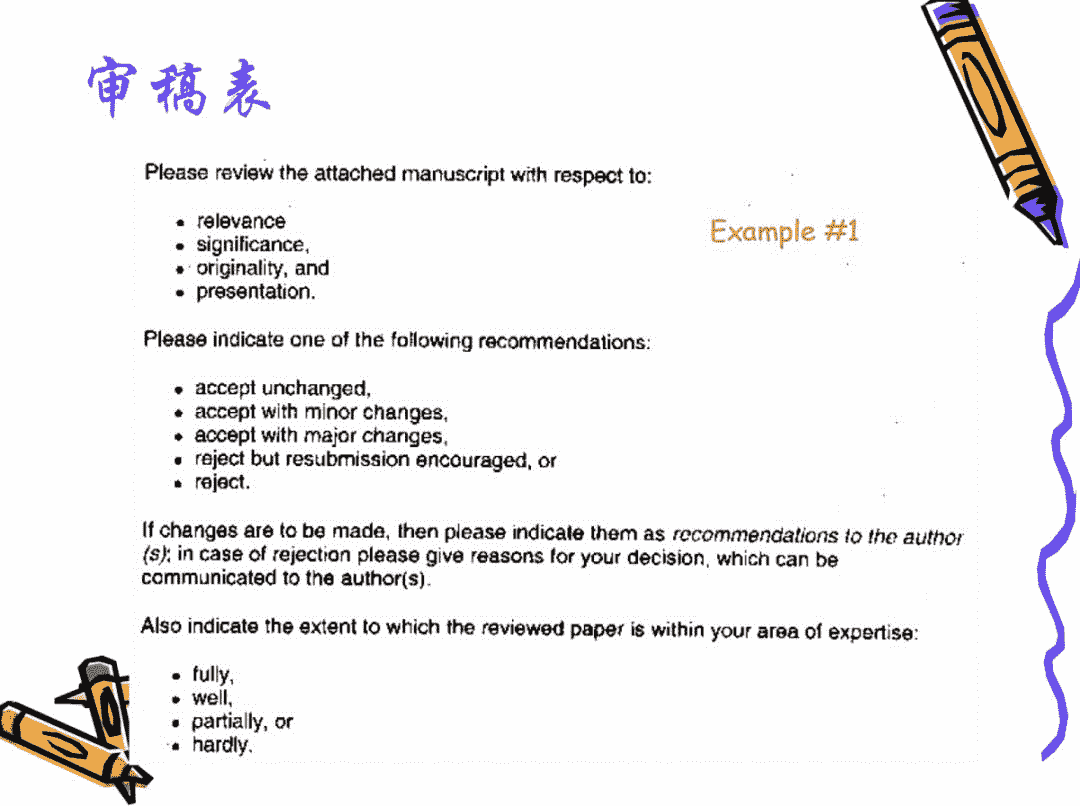 审稿表
Please review the attached manuscript with respect to:
Example #1
• relevance
• significance,
• originality, and
• presentation.
Please indicate one of the following recommendations:
• accept unchanged,
• accept with minor changes,
• accept with major changes,
• reject but resubmission encouraged, or
• reject.
If changes are to be made, then please indicate them as recommendations to the author
(s); in case of rejection please give reasons for your decision, which can be
communicated to the author(s).
Also indicate the extent to which the reviewed paper is within your area of expertise:
• fully,
• well,
• partially, or
• hardly.